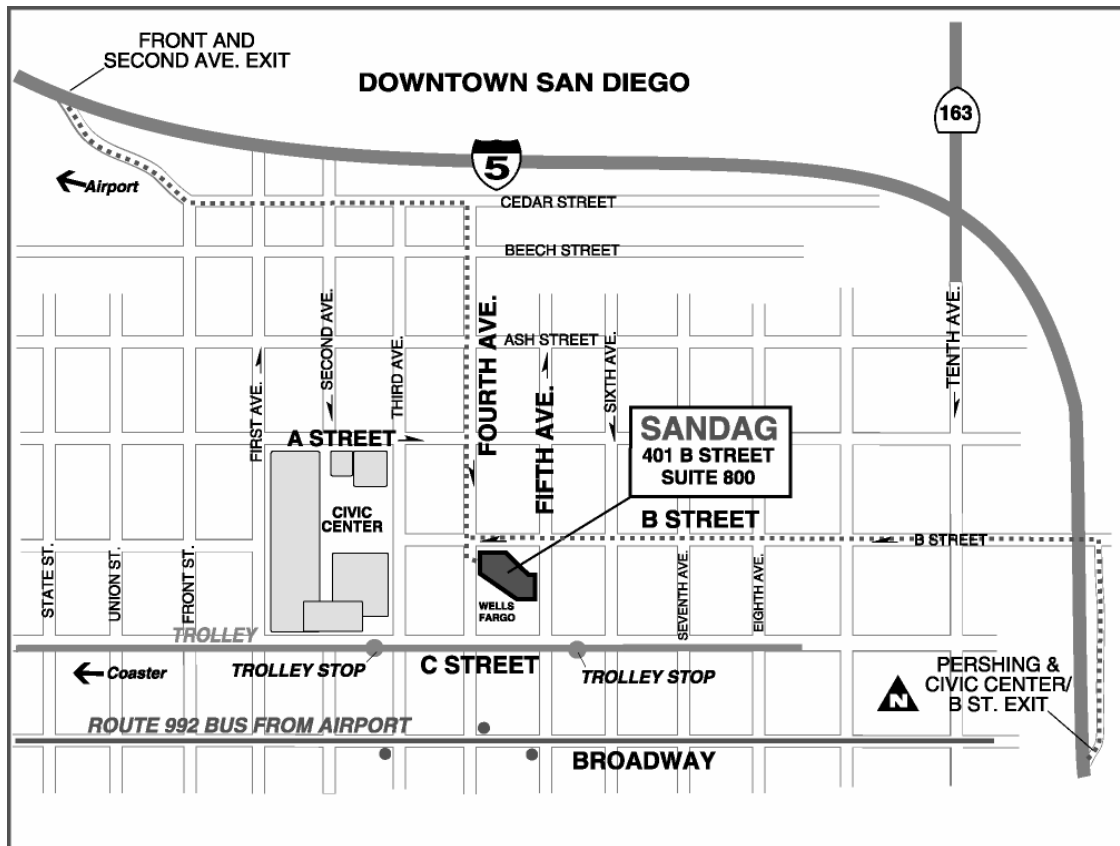 FRONT AND
SECOND AVE. EXIT
DOWNTOWN SAN DIEGO
163
5
Airport
CEDAR STREET
BEECH STREET
ASH STREET
FIRST AVE.
SECOND AVE.
THIRD AVE.
FOURTH AVE.
FIFTH AVE.
SIXTH AVE.
TENTH AVE.
A STREET
SANDAG
401 B STREET
SUITE 800
CIVIC
CENTER
B STREET
B STREET
STATE ST.
UNION ST.
FRONT ST.
WELLS
FARGO
SEVENTH AVE.
EIGHTH AVE.
TROLLEY
TROLLEY STOP
C STREET
TROLLEY STOP
Coaster
N
PERSHING &
CIVIC CENTER/
B ST. EXIT
ROUTE 992 BUS FROM AIRPORT
BROADWAY